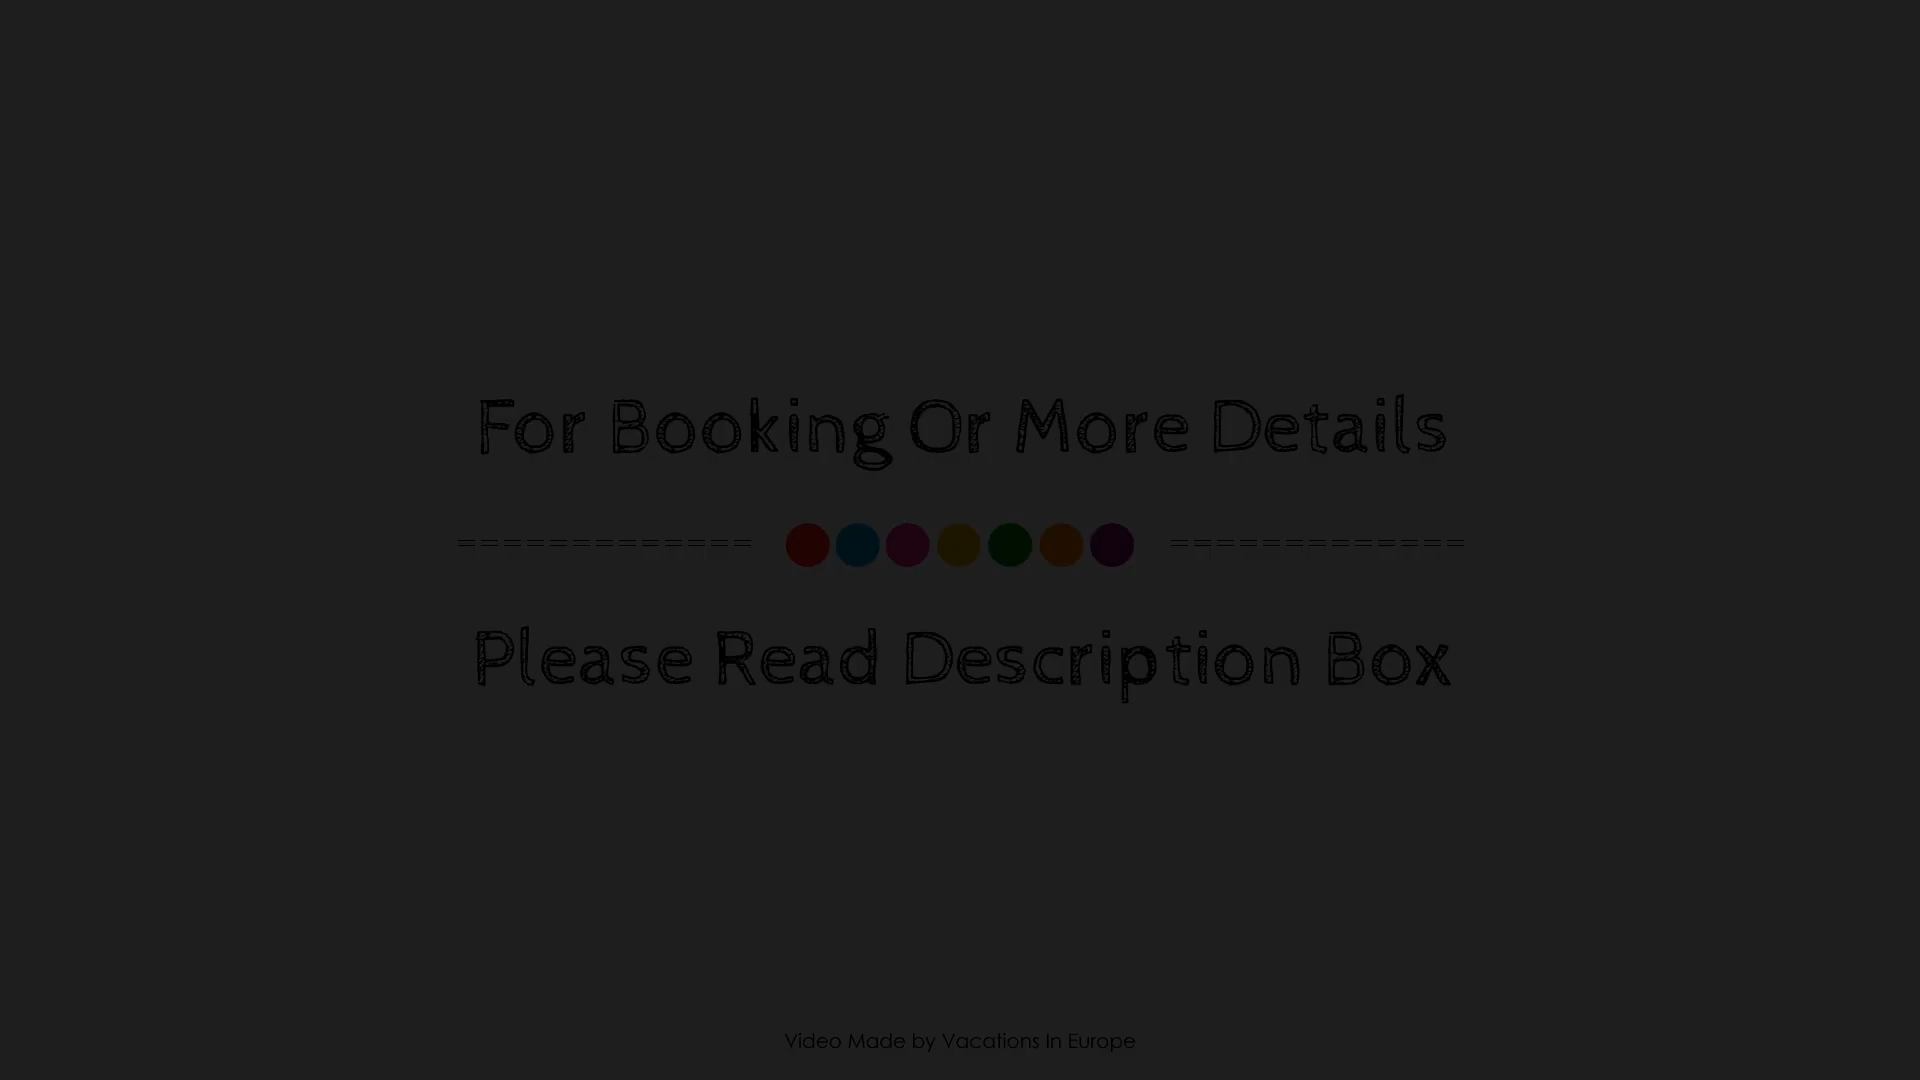 For Booking Or More Details
============= =============
Please Read Description Box
Video Made by Vacations In Europe